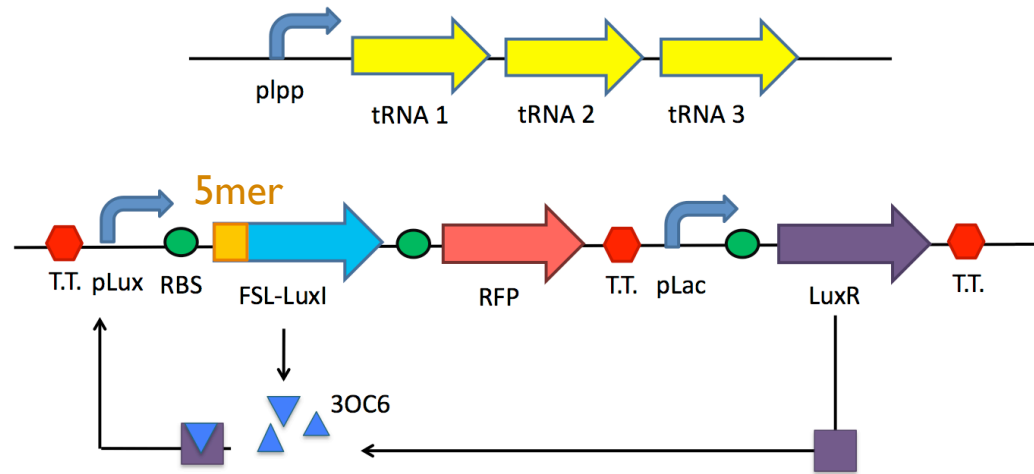 plpp
tRNA 1
tRNA 2
tRNA 3
5mer
T.T.
pLux
RBS
FSL-LuxI
RFP
T.T.
pLac
LuxR
T.T.
3OC6